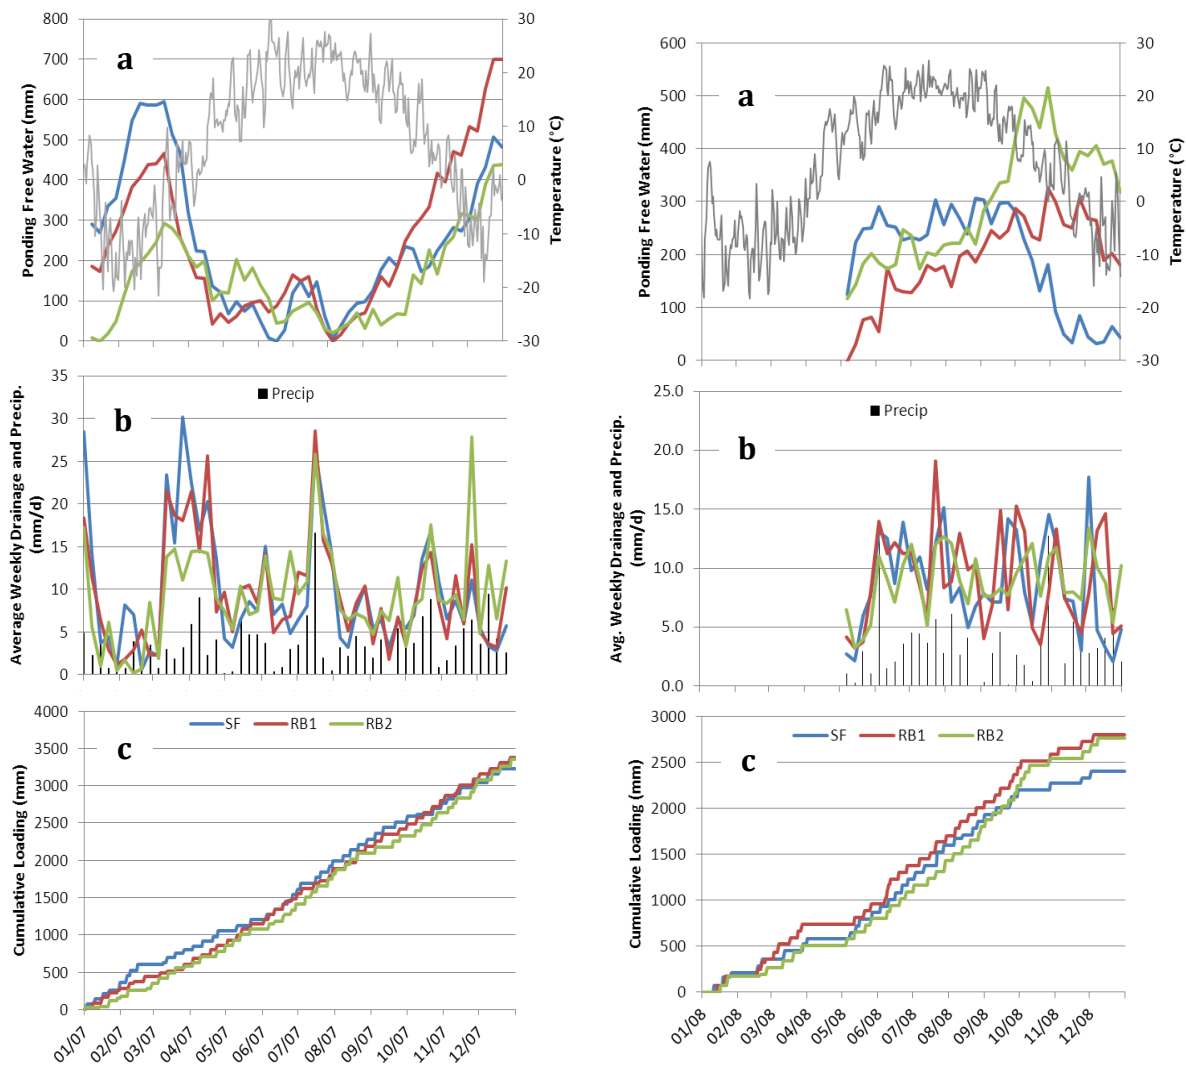 a
Ponding Free Water (mm)
800
700
600
500
400
300
200
100
0
30
20
10
0
-10
-20
-30
Temperature (°C)
b
Precip
Average Weekly Drainage and Precip.
(mm/d)
35
30
25
20
15
10
5
0
c
SF RB1 RB2
Cumulative Loading (mm)
4000
3500
3000
2500
2000
1500
1000
500
0
01/07 02/07 03/07 04/07 05/07 06/07 07/07 08/07 09/07 10/07 11/07 12/07
a
Ponding Free Water (mm)
600
500
400
300
200
100
0
30
20
10
0
-10
-20
-30
Temperature (°C)
b
Precip
Avg. Weekly Drainage and Precip.
(mm/d)
25.0
20.0
15.0
10.0
5.0
0.0
c
SF RB1 RB2
Cumulative Loading (mm)
3000
2500
2000
1500
1000
500
0
01/08 02/08 03/08 04/08 05/08 06/08 07/08 08/08 09/08 10/08 11/08 12/08